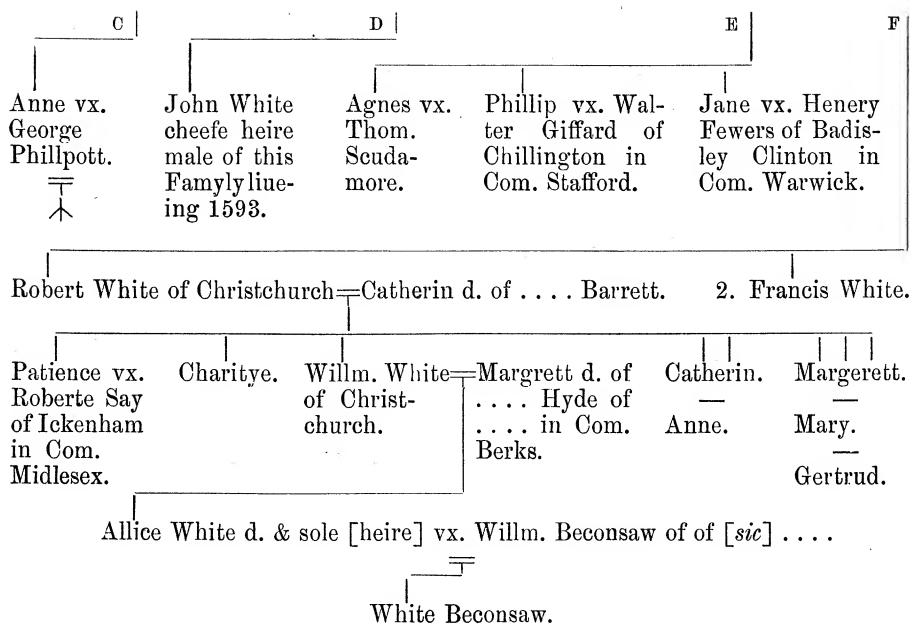 C D E F
Anne vx.
George
Phillpott.
John White
cheefe heire
male of this
Famyly liue-
ing 1593.
Agnes vx.
Thom.
Scuda-
more.
Phillip vx. Wal-
ter Giffard of
Chillington in
Com. Stafford.
Jane vx. Henery
Fewers of Badis-
ley Clinton in
Com. Warwick.
Robert White of Christchurch=Catherin d. of .... Barrett. 2. Francis White.
Patience vx.
Roberte Say
of Ickenham
in Com.
Midlesex.
Charitye.
Willm. White=
of Christ-
church.
Margrett d. of
.... Hyde of
.... in Com.
Berks.
Catherin.
—
Anne.
Margerett.
—
Mary.
—
Gertrud.
Allice White d. & sole [heire] vx. Willm. Beconsaw of of [sic] ....
White Beconsaw.